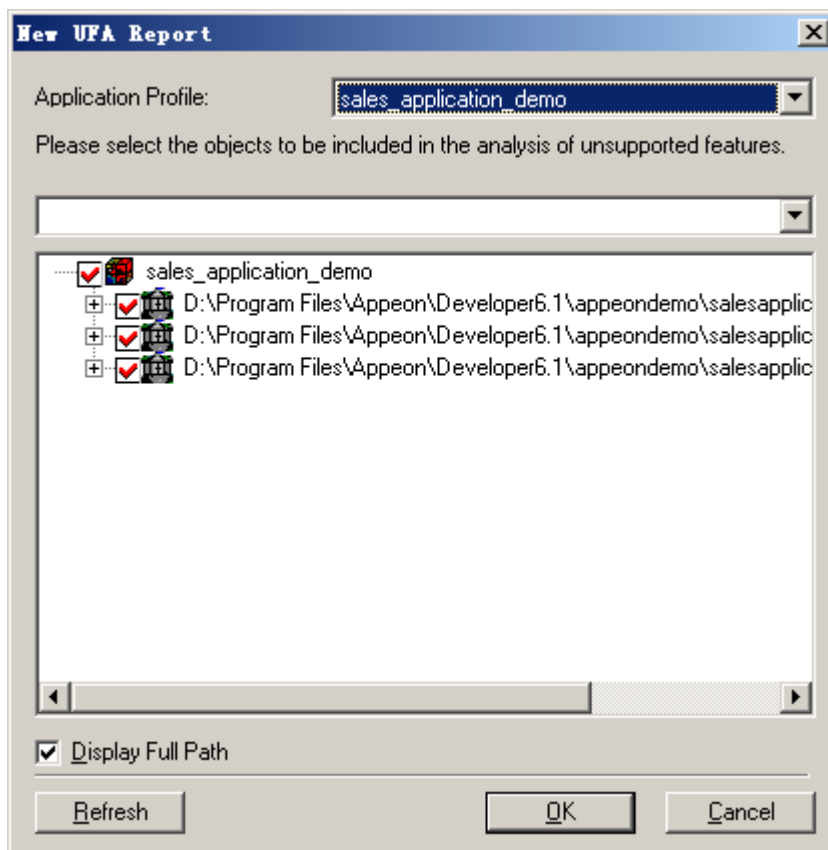 New UFA Report
Application Profile: sales_application_demo
Please select the objects to be included in the analysis of unsupported features.
sales_application_demo
D:\Program Files\Appeon\Developer6.1\appeondemo\salesapplic
D:\Program Files\Appeon\Developer6.1\appeondemo\salesapplic
D:\Program Files\Appeon\Developer6.1\appeondemo\salesapplic
Display Full Path
Refresh OK Cancel